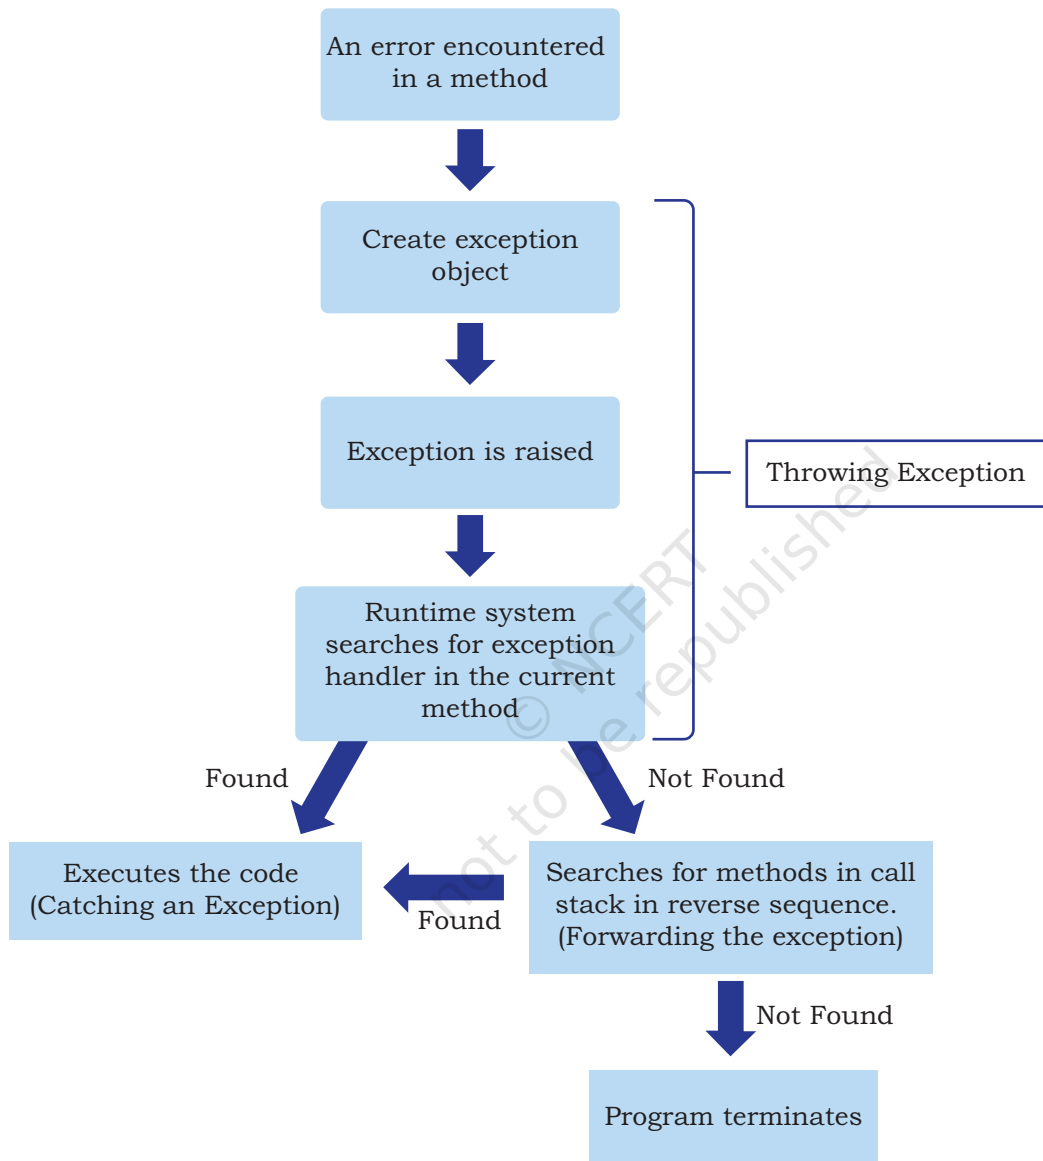 An error encountered
in a method
Create exception
object
Exception is raised
Throwing Exception
Runtime system
searches for exception
handler in the current
method
Found
Not Found
Executes the code
(Catching an Exception)
Found
Searches for methods in call
stack in reverse sequence.
(Forwarding the exception)
Not Found
Program terminates
© NCERT
not to be republished